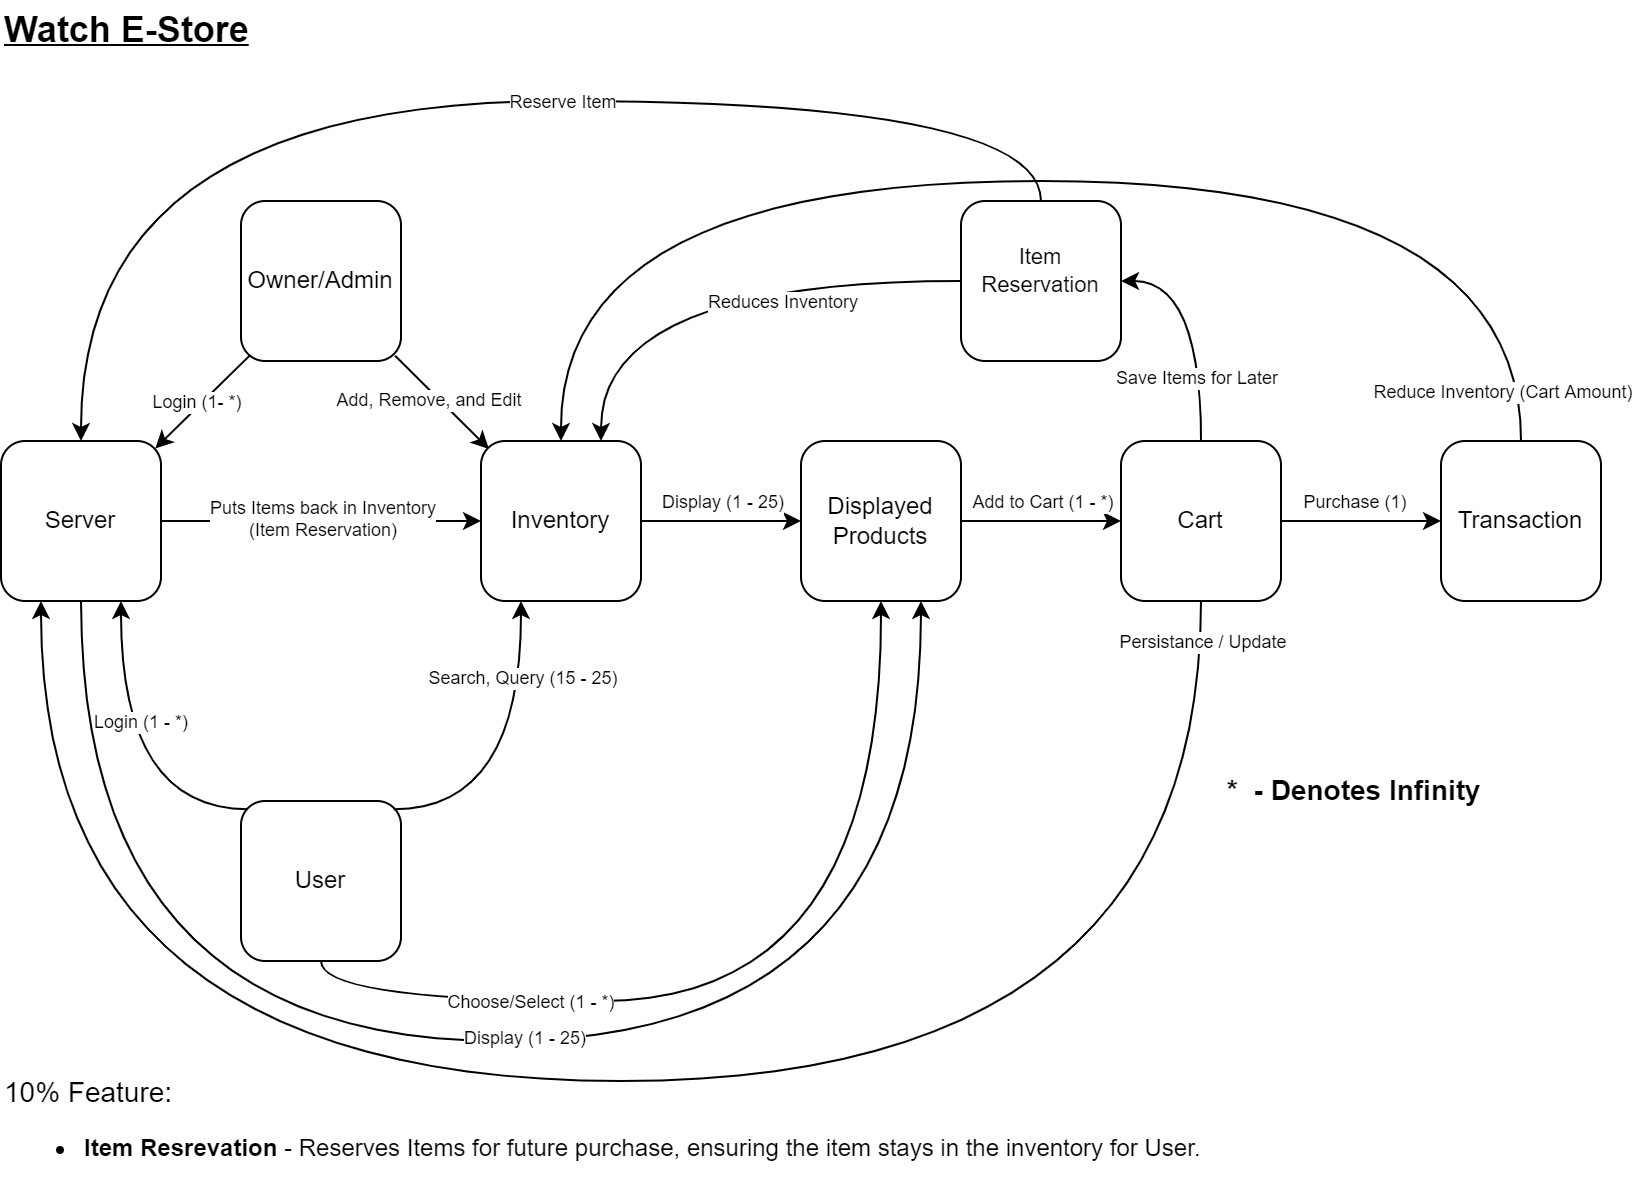 Watch E-Store
Reserve Item
Owner/Admin
Item
Reservation
Reduces Inventory
Save Items for Later
Reduce Inventory (Cart Amount)
Login (1- *)
Add, Remove, and Edit
Server
Puts Items back in Inventory
(Item Reservation)
Inventory
Display (1 - 25)
Displayed
Products
Add to Cart (1 - *)
Cart
Purchase (1)
Transaction
Persistance / Update
Search, Query (15 - 25)
Login (1 - *)
* - Denotes Infinity
User
Choose/Select (1 - *)
Display (1 - 25)
10% Feature:
• Item Resrevation - Reserves Items for future purchase, ensuring the item stays in the inventory for User.